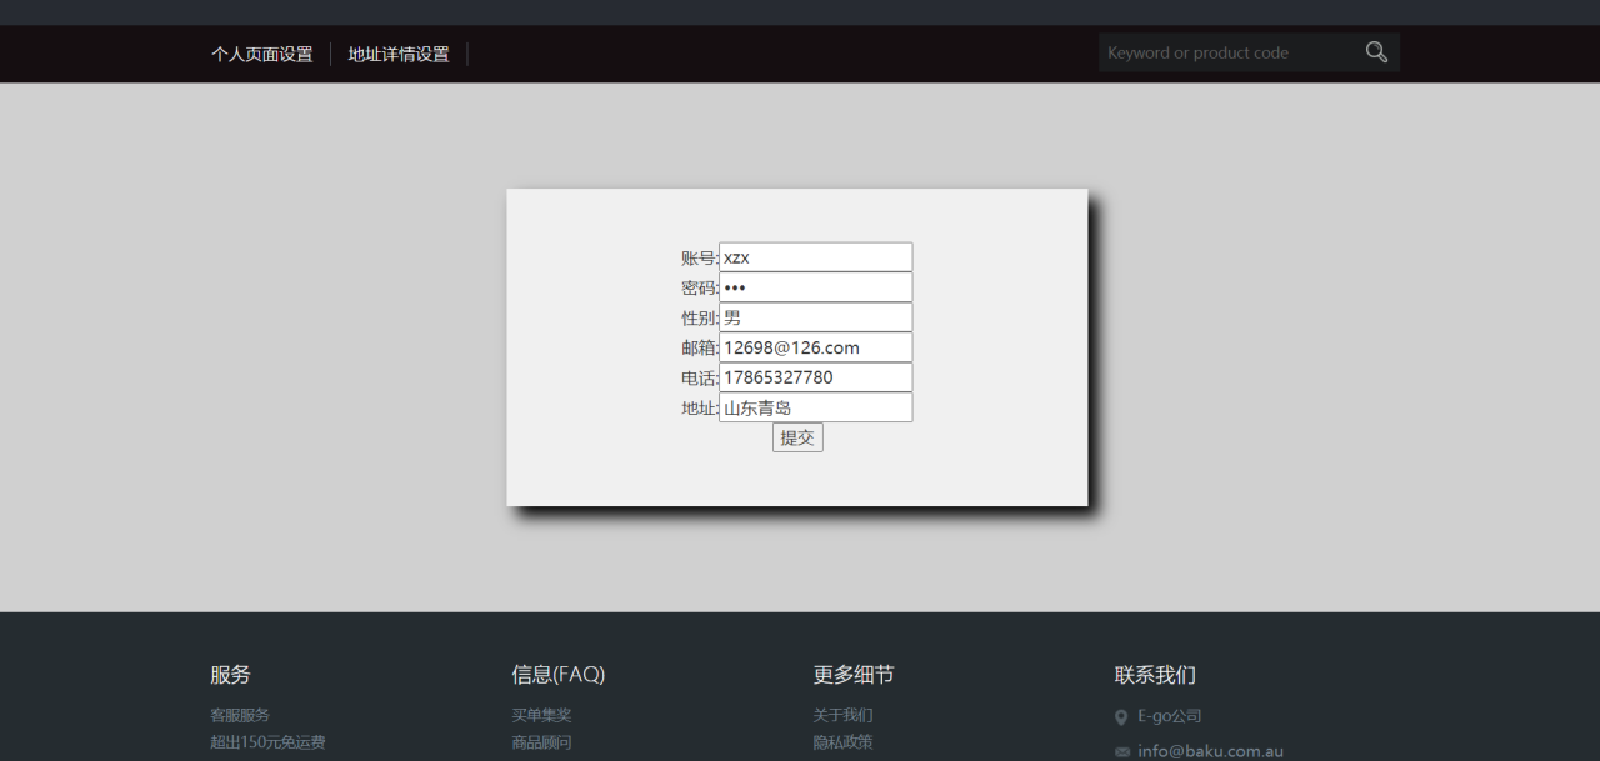 个人页面设置 地址详情设置 Keyword or product code
账号:xzx
密码:•••
性别:男
邮箱:12698@126.com
电话:17865327780
地址:山东青岛
提交
服务 信息(FAQ) 更多细节 联系我们
客服服务 买单集奖 关于我们 E-go公司
超出150元免运费 商品顾问 隐私政策 info@baku.com.au